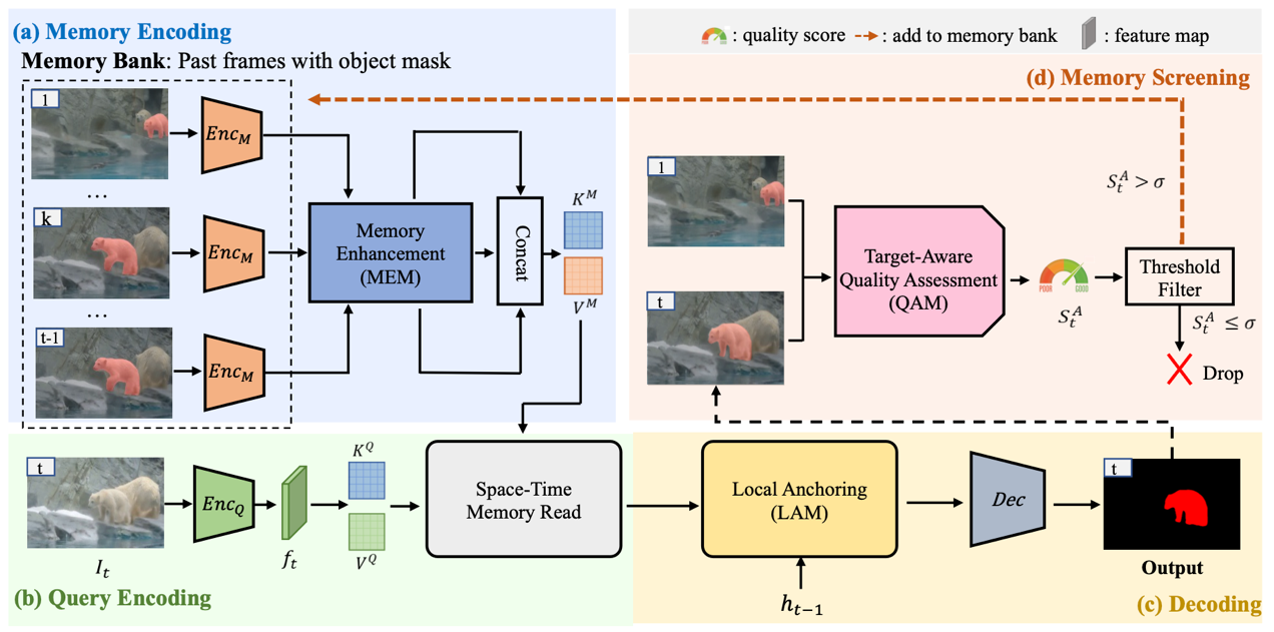 (a) Memory Encoding
Memory Bank: Past frames with object mask
1
Enc_M
...
k
Enc_M
...
t-1
Enc_M
Memory
Enhancement
(MEM)
Concat
K^M
V^M
: quality score
: add to memory bank
: feature map
(d) Memory Screening
1
t
Target-Aware
Quality Assessment
(QAM)
POOR
GOOD
S_t^A
S_t^A > σ
Threshold
Filter
S_t^A ≤ σ
Drop
t
I_t
Enc_Q
f_t
K^Q
V^Q
Space-Time
Memory Read
(b) Query Encoding
Local Anchoring
(LAM)
h_{t−1}
Dec
t
Output
(c) Decoding